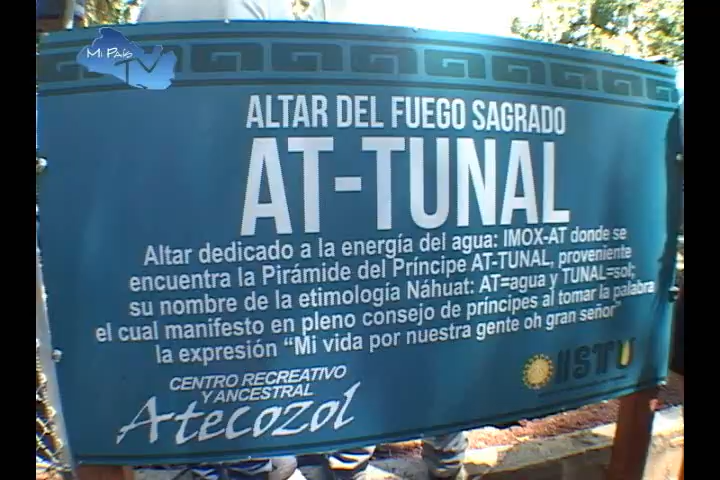 Mi País
TV
ALTAR DEL FUEGO SAGRADO
AT-TUNAL
Altar dedicado a la energía del agua: IMOX-AT donde se
encuentra la Pirámide del Príncipe AT-TUNAL, proveniente
su nombre de la etimología Náhuat: AT=agua y TUNAL=sol;
el cual manifesto en pleno consejo de príncipes al tomar la palabra
la expresión “Mi vida por nuestra gente oh gran señor”
CENTRO RECREATIVO
Y ANCESTRAL
Atecozol
ISTU